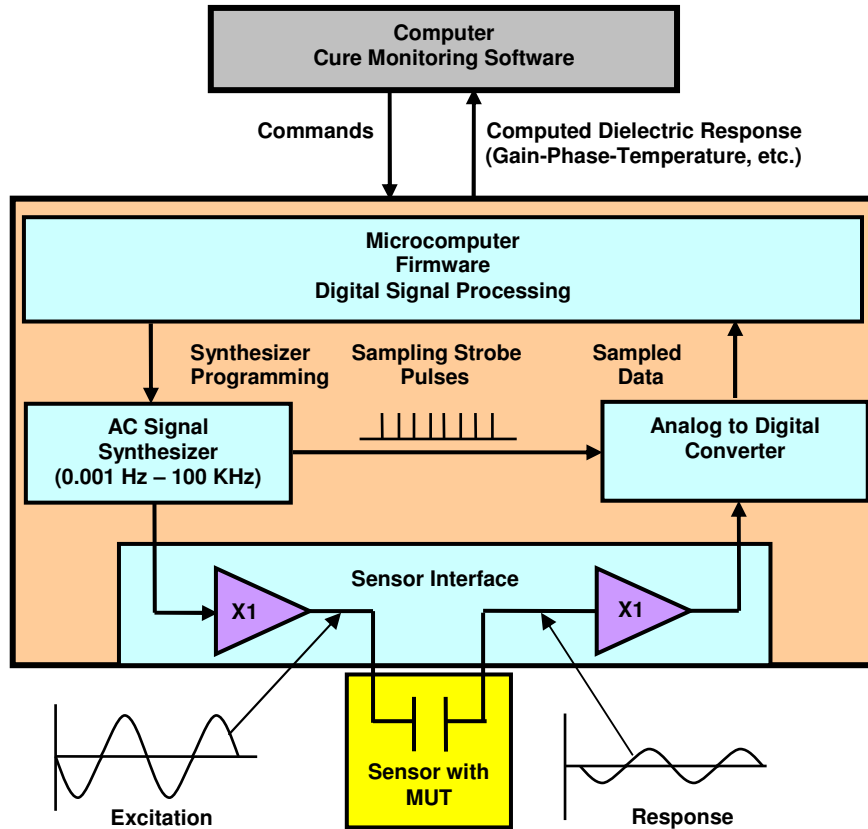 Computer
Cure Monitoring Software
Commands
Computed Dielectric Response
(Gain-Phase-Temperature, etc.)
Microcomputer
Firmware
Digital Signal Processing
Synthesizer
Programming
Sampling Strobe
Pulses
Sampled
Data
AC Signal
Synthesizer
(0.001 Hz – 100 KHz)
Analog to Digital
Converter
Sensor Interface
X1
X1
Sensor with
MUT
Excitation
Response